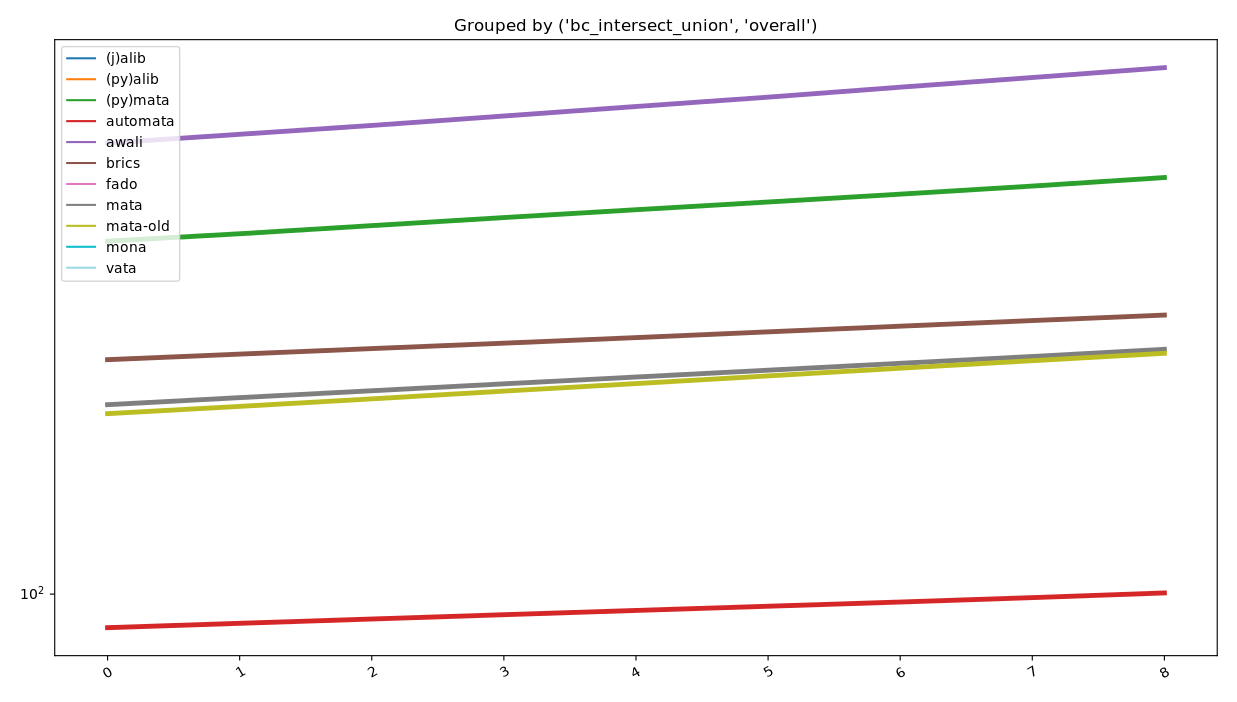 Grouped by ('bc_intersect_union', 'overall')
(j)alib
(py)alib
(py)mata
automata
awali
brics
fado
mata
mata-old
mona
vata
10²
0 1 2 3 4 5 6 7 8